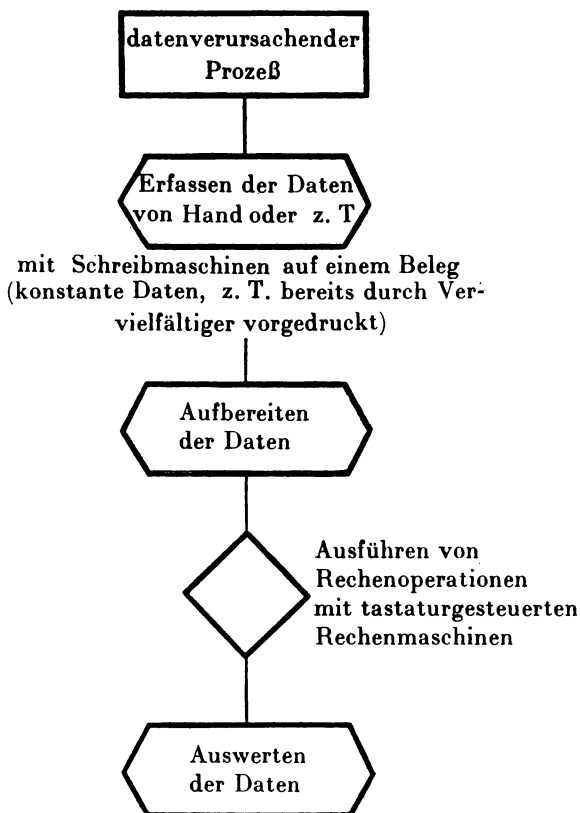 datenverursachender
Prozeß
Erfassen der Daten
von Hand oder z. T
mit Schreibmaschinen auf einem Beleg
(konstante Daten, z. T. bereits durch Ver-
vielfältiger vorgedruckt)
Aufbereiten
der Daten
Ausführen von
Rechenoperationen
mit tastaturgesteuerten
Rechenmaschinen
Auswerten
der Daten